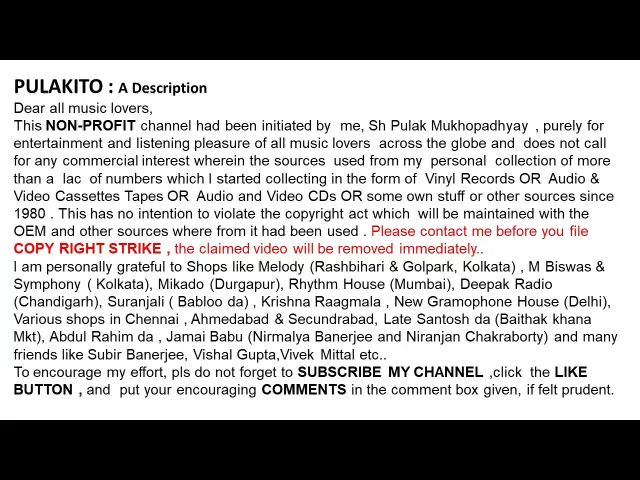 PULAKITO : A Description
Dear all music lovers,
This NON-PROFIT channel had been initiated by me, Sh Pulak Mukhopadhyay , purely for
entertainment and listening pleasure of all music lovers across the globe and does not call
for any commercial interest wherein the sources used from my personal collection of more
than a lac of numbers which I started collecting in the form of Vinyl Records OR Audio &
Video Cassettes Tapes OR Audio and Video CDs OR some own stuff or other sources since
1980 . This has no intention to violate the copyright act which will be maintained with the
OEM and other sources where from it had been used . Please contact me before you file
COPY RIGHT STRIKE , the claimed video will be removed immediately..
I am personally grateful to Shops like Melody (Rashbihari & Golpark, Kolkata) , M Biswas &
Symphony ( Kolkata), Mikado (Durgapur), Rhythm House (Mumbai), Deepak Radio
(Chandigarh), Suranjali ( Babloo da) , Krishna Raagmala , New Gramophone House (Delhi),
Various shops in Chennai , Ahmedabad & Secundrabad, Late Santosh da (Baithak khana
Mkt), Abdul Rahim da , Jamai Babu (Nirmalya Banerjee and Niranjan Chakraborty) and many
friends like Subir Banerjee, Vishal Gupta,Vivek Mittal etc..
To encourage my effort, pls do not forget to SUBSCRIBE MY CHANNEL ,click the LIKE
BUTTON , and put your encouraging COMMENTS in the comment box given, if felt prudent.